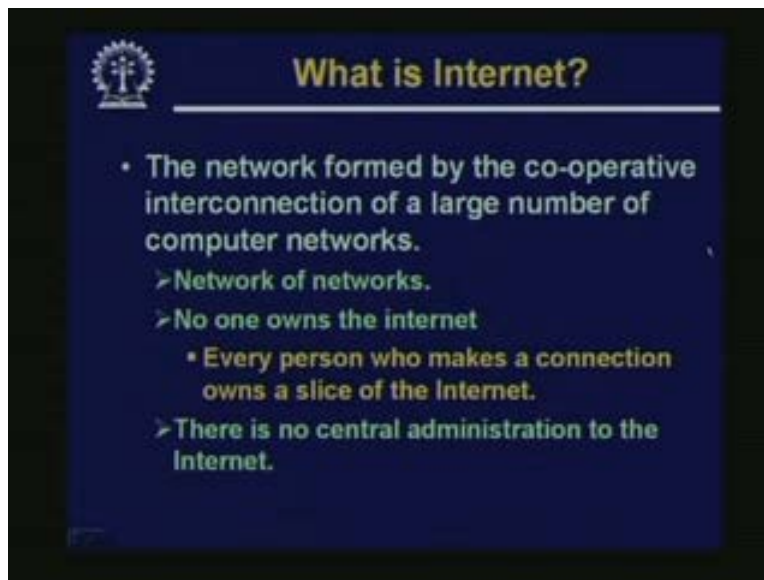 What is Internet?
• The network formed by the co-operative
interconnection of a large number of
computer networks.
➢Network of networks.
➢No one owns the internet
▪ Every person who makes a connection
owns a slice of the Internet.
➢There is no central administration to the
Internet.